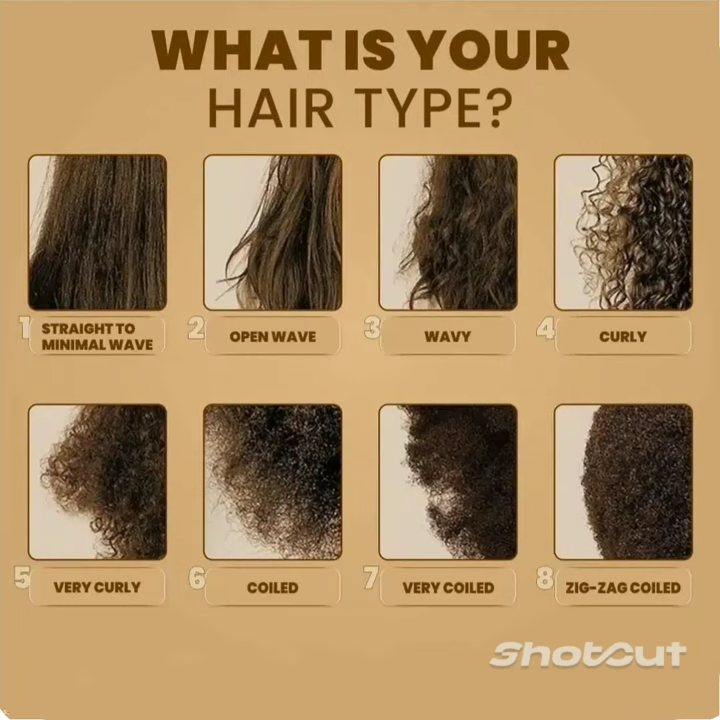 WHAT IS YOUR
HAIR TYPE?
1 STRAIGHT TO
MINIMAL WAVE
2 OPEN WAVE
3 WAVY
4 CURLY
5 VERY CURLY
6 COILED
7 VERY COILED
8 ZIG-ZAG COILED
ShotCut